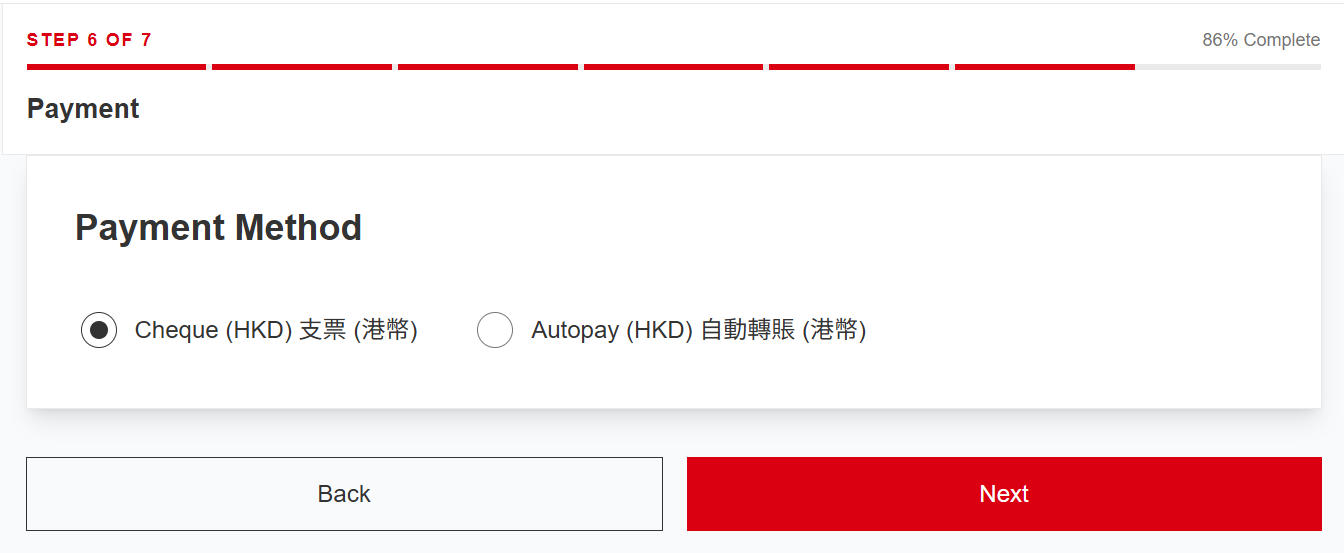 STEP 6 OF 7
86% Complete
Payment
Payment Method
Cheque (HKD) 支票 (港幣)
Autopay (HKD) 自動轉賬 (港幣)
Back
Next